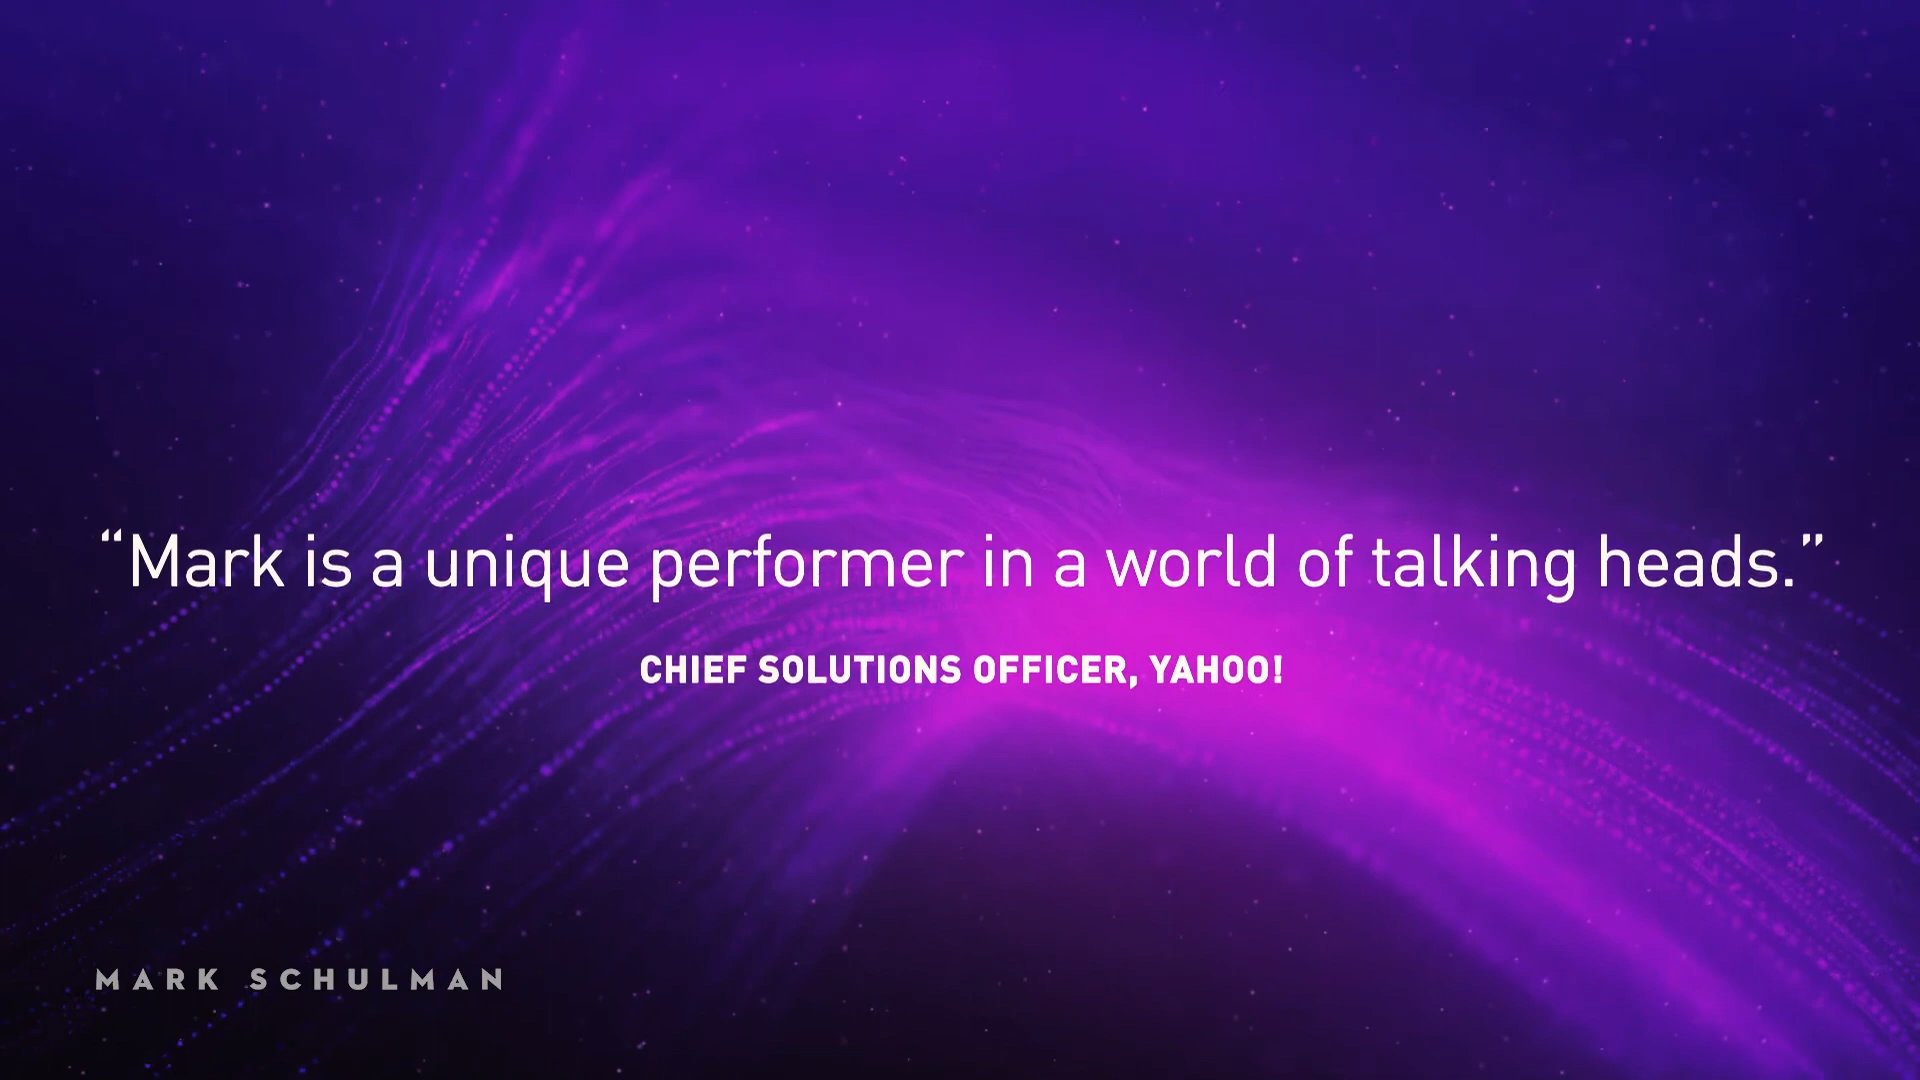 “Mark is a unique performer in a world of talking heads.”
CHIEF SOLUTIONS OFFICER, YAHOO!
MARK SCHULMAN